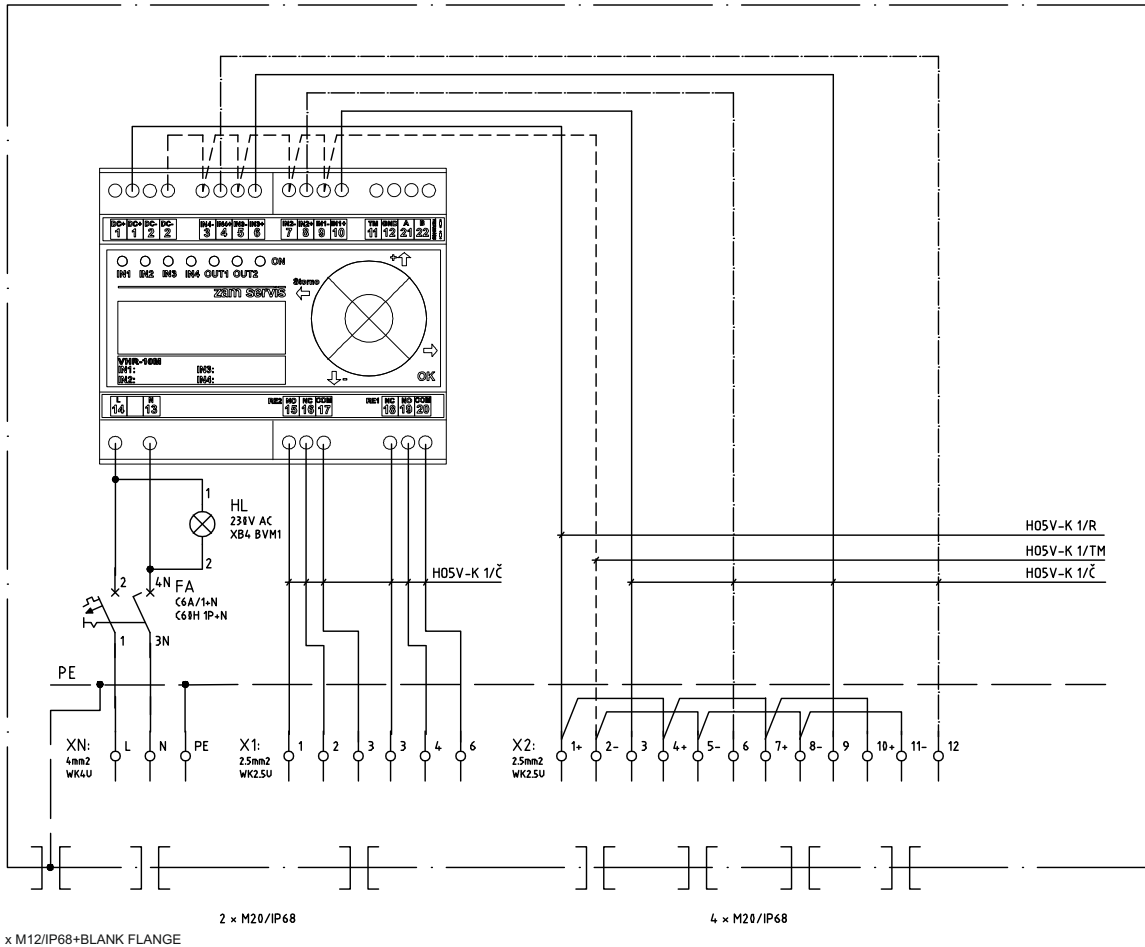 DC+ DC+ DC- DC- IN4- IN4+ IN3- IN3+ IN2- IN2+ IN1- IN1+ TM GND A B
1 1 2 2 3 4 5 6 7 8 9 10 11 12 21 22
ON
IN1 IN2 IN3 IN4 OUT1 OUT2
Storno
+
zam servis
VHR-10M
IN1: IN3:
IN2: IN4:
-
OK
L N RE2 NO NC COM RE1 NC NO COM
14 13 15 16 17 18 19 20
1
HL
230V AC
XB4 BVM1
2
H05V-K 1/R
H05V-K 1/TM
H05V-K 1/Č
H05V-K 1/Č
2 4N FA
C6A/1+N
C60H 1P+N
1 3N
PE
XN: L N PE
4mm2
WK4U
X1: 1 2 3 3 4 6
2.5mm2
WK2.5U
X2: 1+ 2- 3 4+ 5- 6 7+ 8- 9 10+ 11- 12
2.5mm2
WK2.5U
2 x M20/IP68
4 x M20/IP68
x M12/IP68+BLANK FLANGE